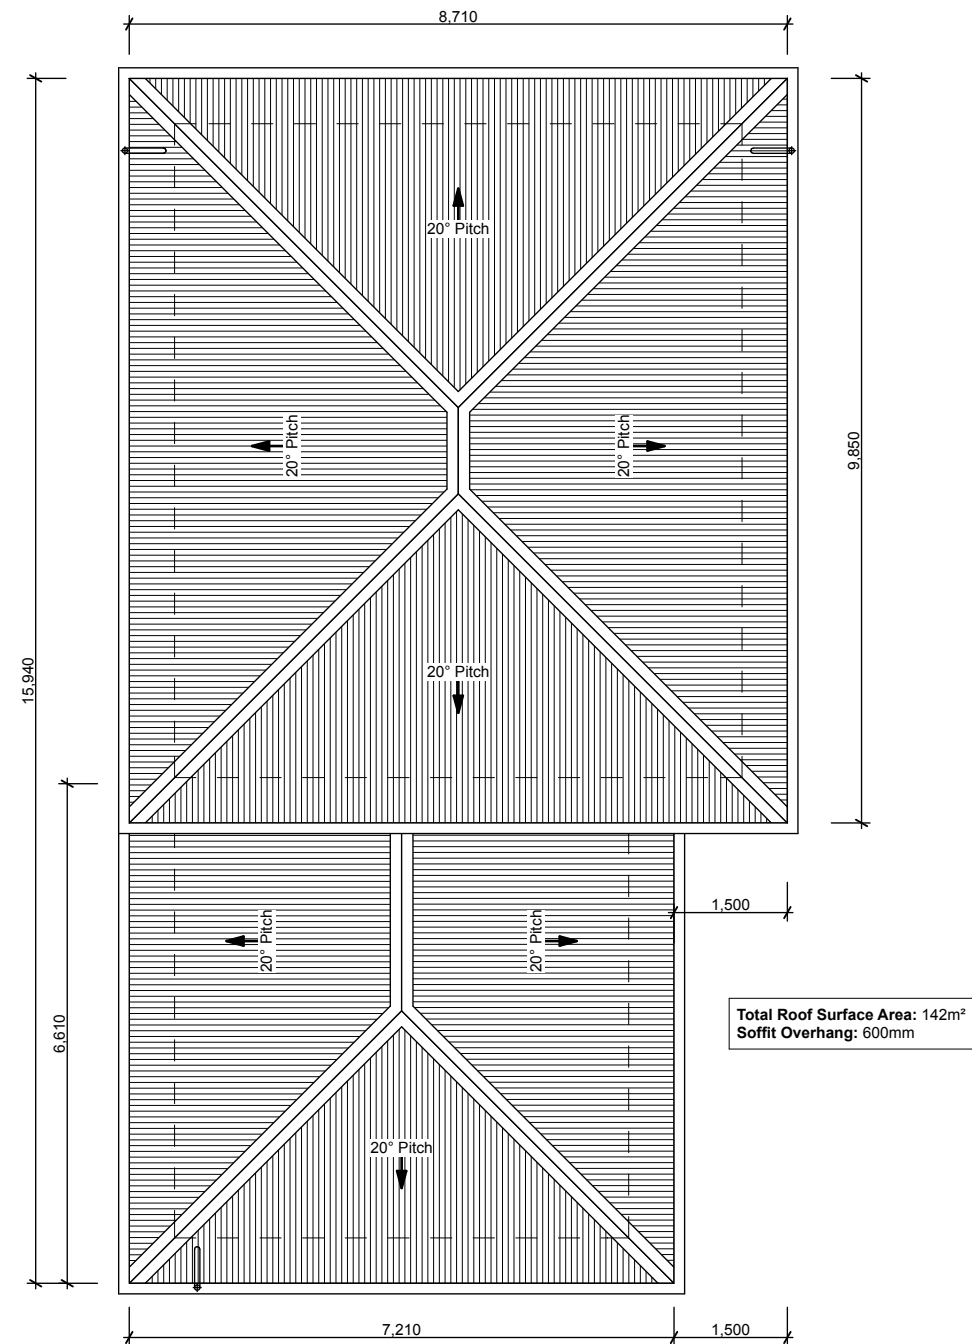 8,710
20° Pitch
20° Pitch
20° Pitch
9,850
15,940
20° Pitch
1,500
20° Pitch
20° Pitch
Total Roof Surface Area: 142m²
Soffit Overhang: 600mm
6,610
20° Pitch
7,210
1,500